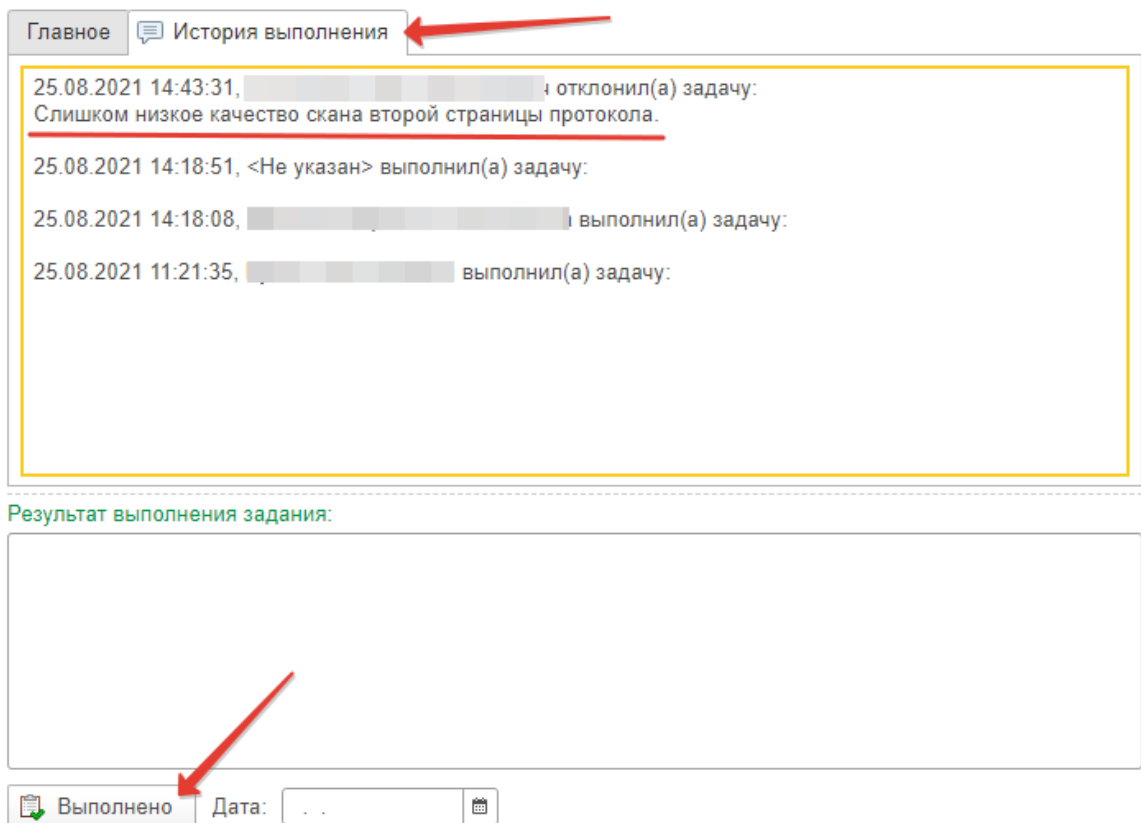 Главное
История выполнения
25.08.2021 14:43:31, отклонил(а) задачу:
Слишком низкое качество скана второй страницы протокола.
25.08.2021 14:18:51, <Не указан> выполнил(а) задачу:
25.08.2021 14:18:08, выполнил(а) задачу:
25.08.2021 11:21:35, выполнил(а) задачу:
Результат выполнения задания:
Выполнено Дата: . .